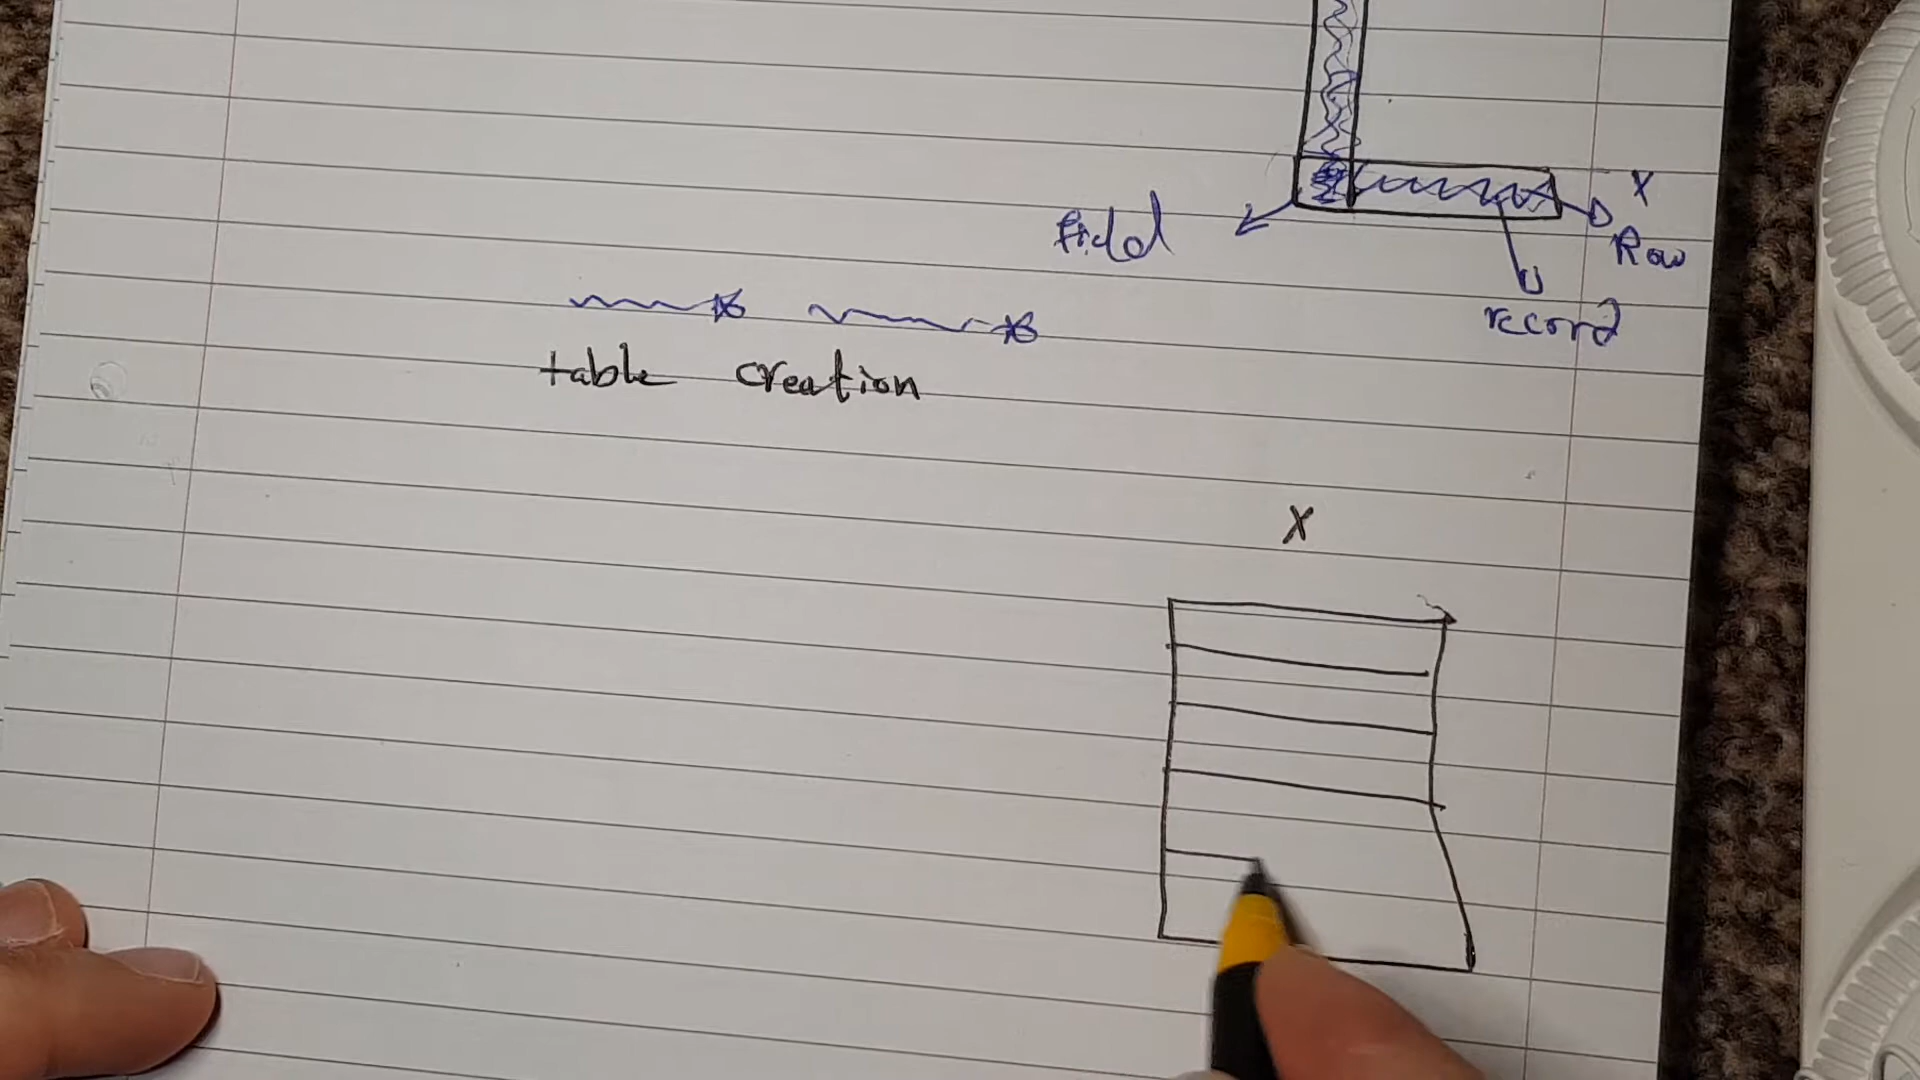 X
Field
Row
record
table creation
X